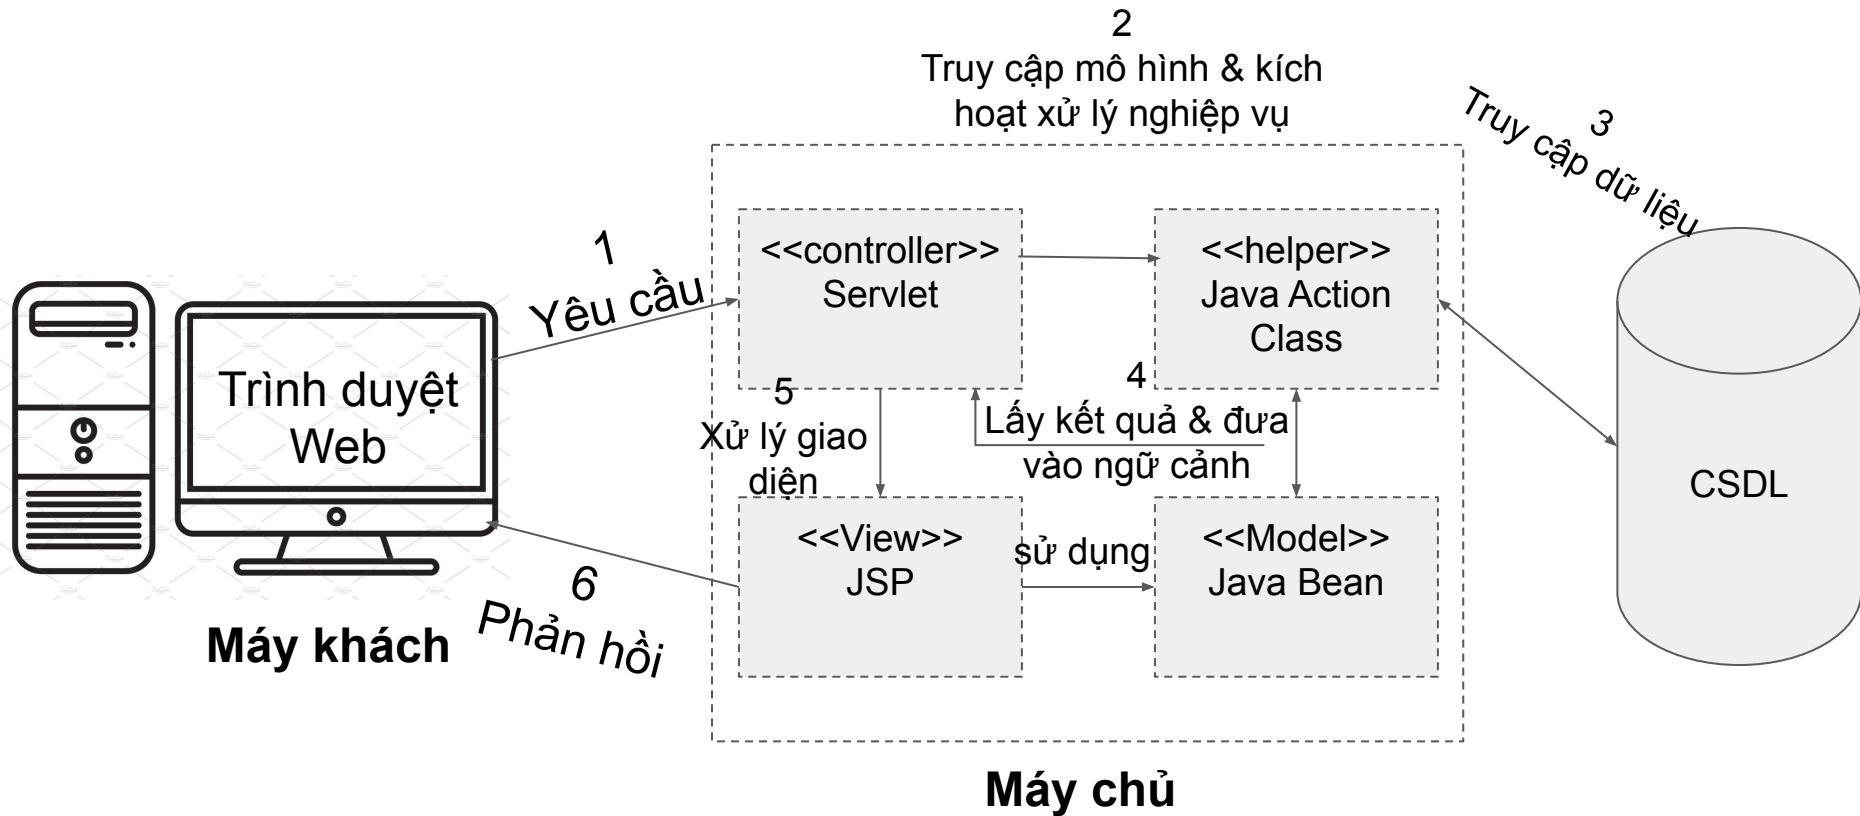 2
Truy cập mô hình & kích
hoạt xử lý nghiệp vụ
3
Truy cập dữ liệu
1
Yêu cầu
<<controller>>
Servlet
<<helper>>
Java Action
Class
Trình duyệt
Web
5
Xử lý giao
diện
4
Lấy kết quả & đưa
vào ngữ cảnh
CSDL
<<View>>
JSP
sử dụng
<<Model>>
Java Bean
6
Phản hồi
Máy khách
Máy chủ